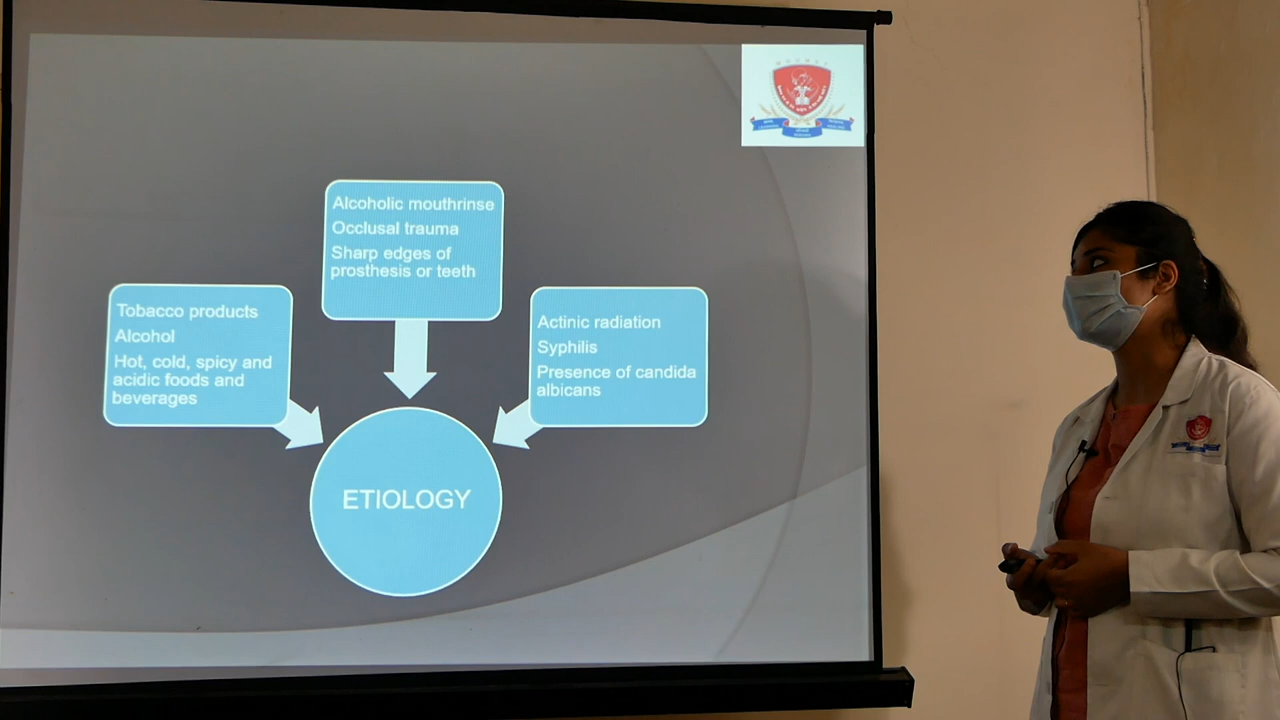 Alcoholic mouthrinse
Occlusal trauma
Sharp edges of
prosthesis or teeth
Tobacco products
Alcohol
Hot, cold, spicy and
acidic foods and
beverages
Actinic radiation
Syphilis
Presence of candida
albicans
ETIOLOGY